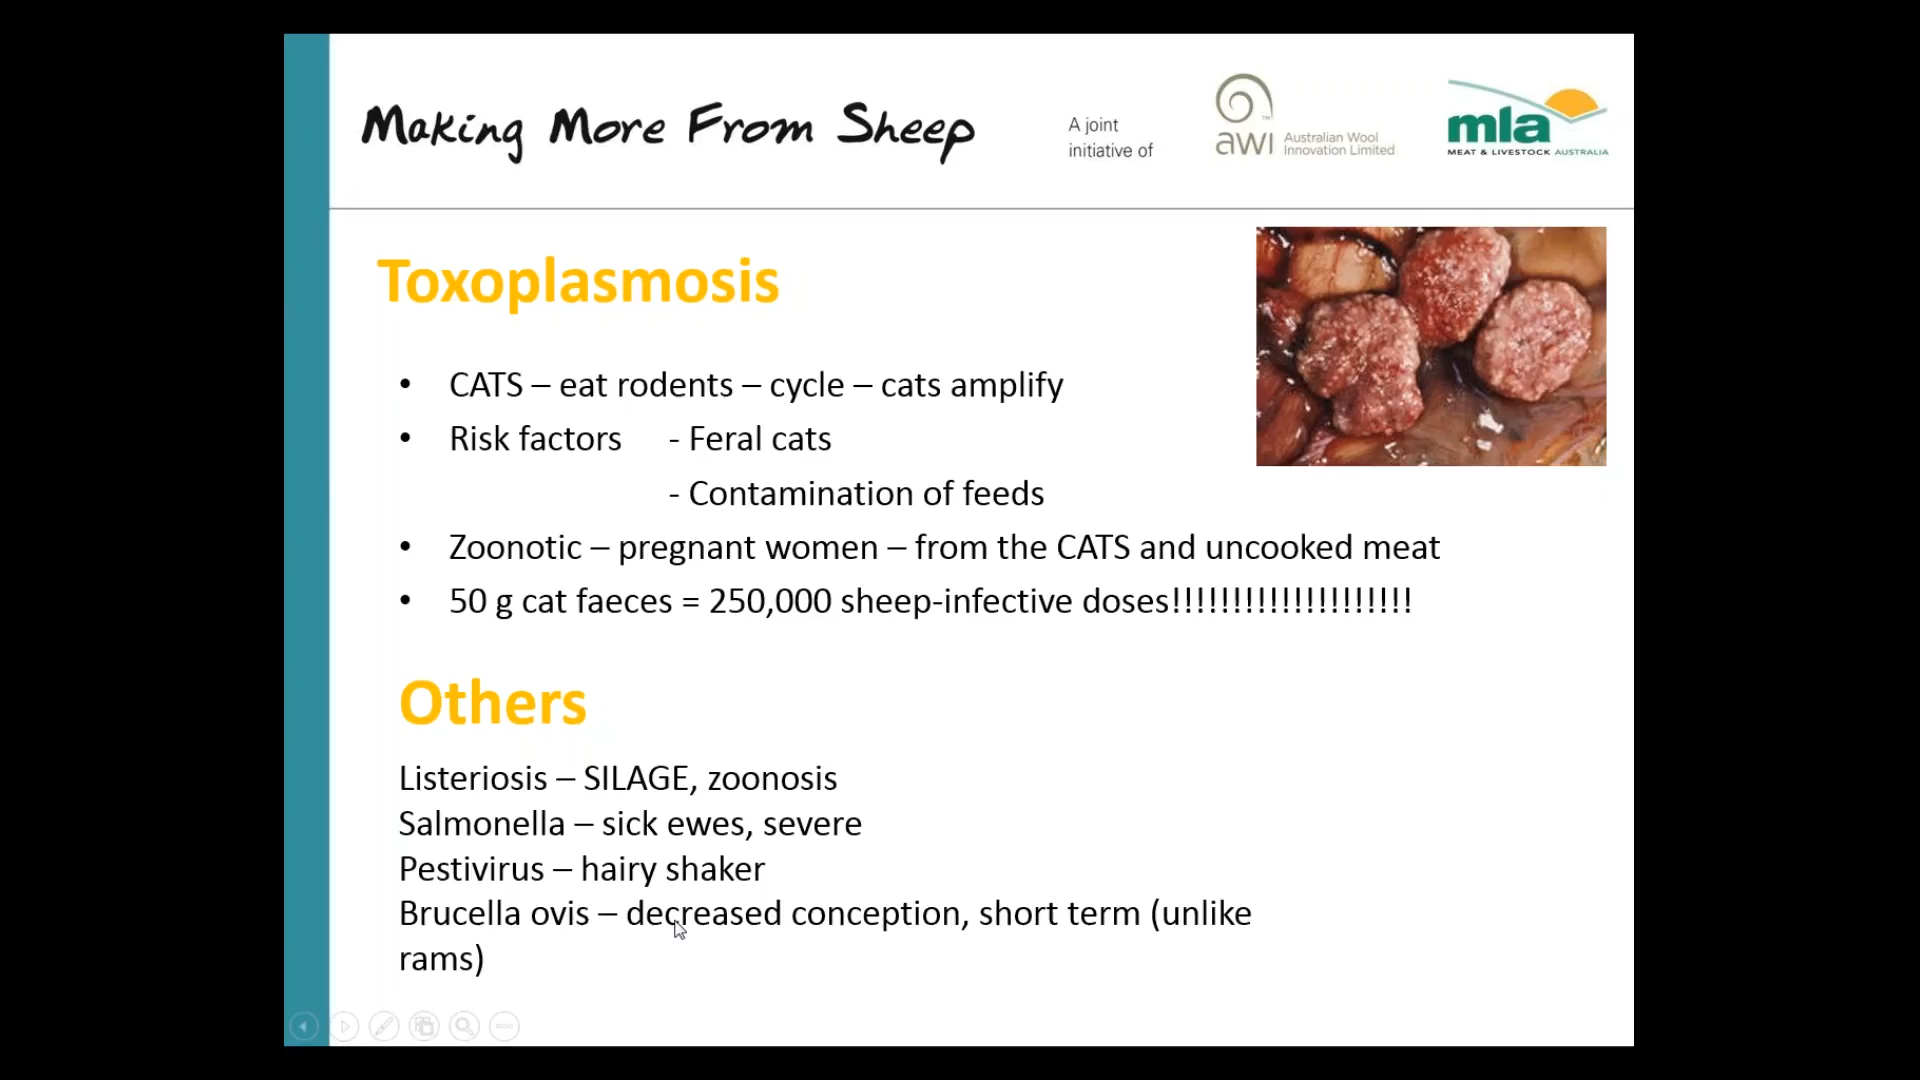 Making More From Sheep
A joint
initiative of
AWI
™
Australian Wool
Innovation Limited
mla
MEAT & LIVESTOCK AUSTRALIA
Toxoplasmosis
• CATS – eat rodents – cycle – cats amplify
• Risk factors - Feral cats
- Contamination of feeds
• Zoonotic – pregnant women – from the CATS and uncooked meat
• 50 g cat faeces = 250,000 sheep-infective doses!!!!!!!!!!!!!!!!!!!!
Others
Listeriosis – SILAGE, zoonosis
Salmonella – sick ewes, severe
Pestivirus – hairy shaker
Brucella ovis – decreased conception, short term (unlike
rams)